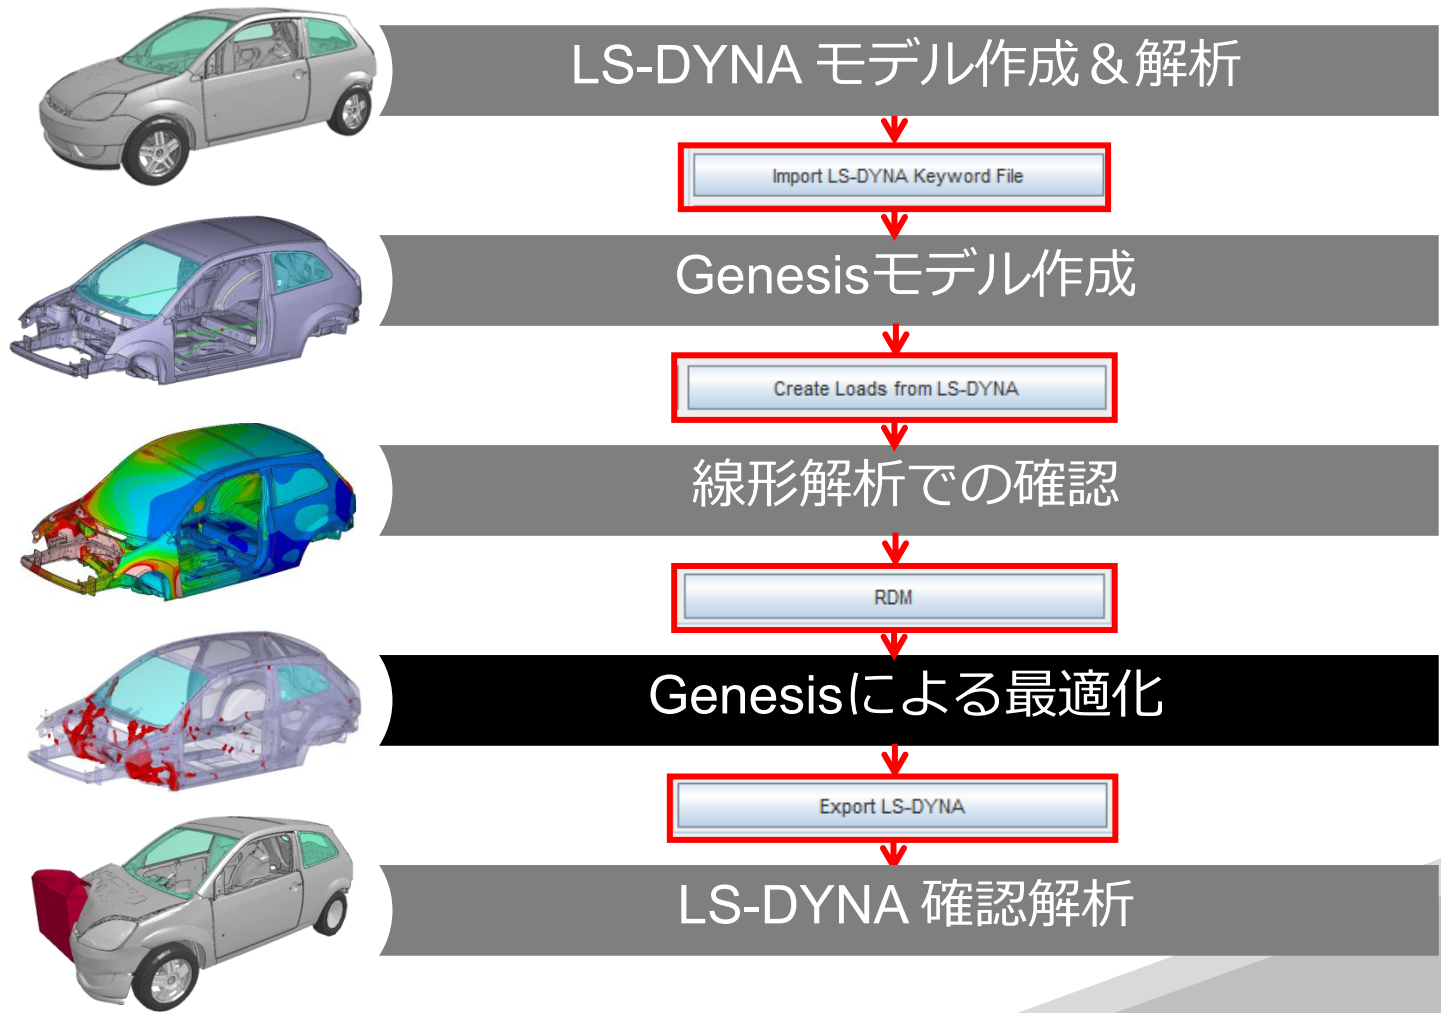 LS-DYNA モデル作成＆解析
Import LS-DYNA Keyword File
Genesisモデル作成
Create Loads from LS-DYNA
線形解析での確認
RDM
Genesisによる最適化
Export LS-DYNA
LS-DYNA 確認解析